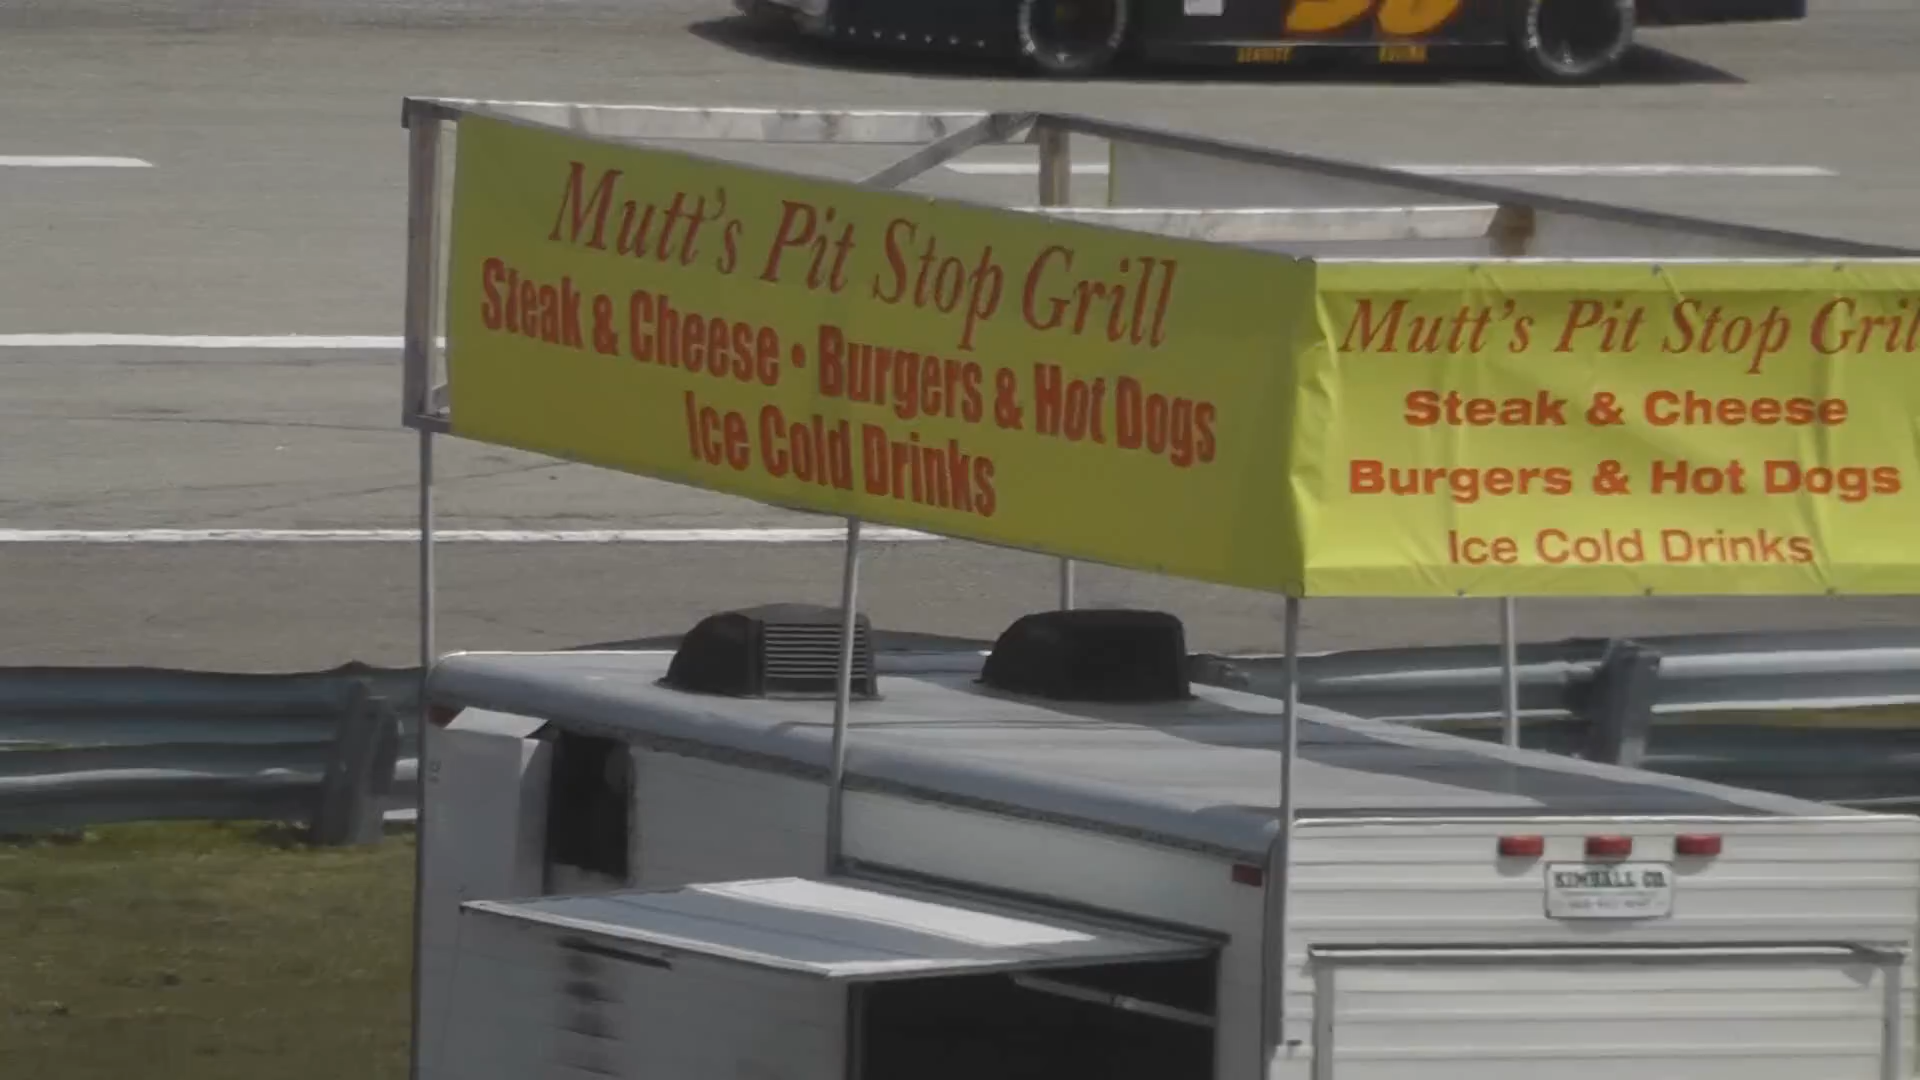 Mutt's Pit Stop Grill
Steak & Cheese • Burgers & Hot Dogs
Ice Cold Drinks
Mutt's Pit Stop Gril
Steak & Cheese
Burgers & Hot Dogs
Ice Cold Drinks
KIMBALL CO.